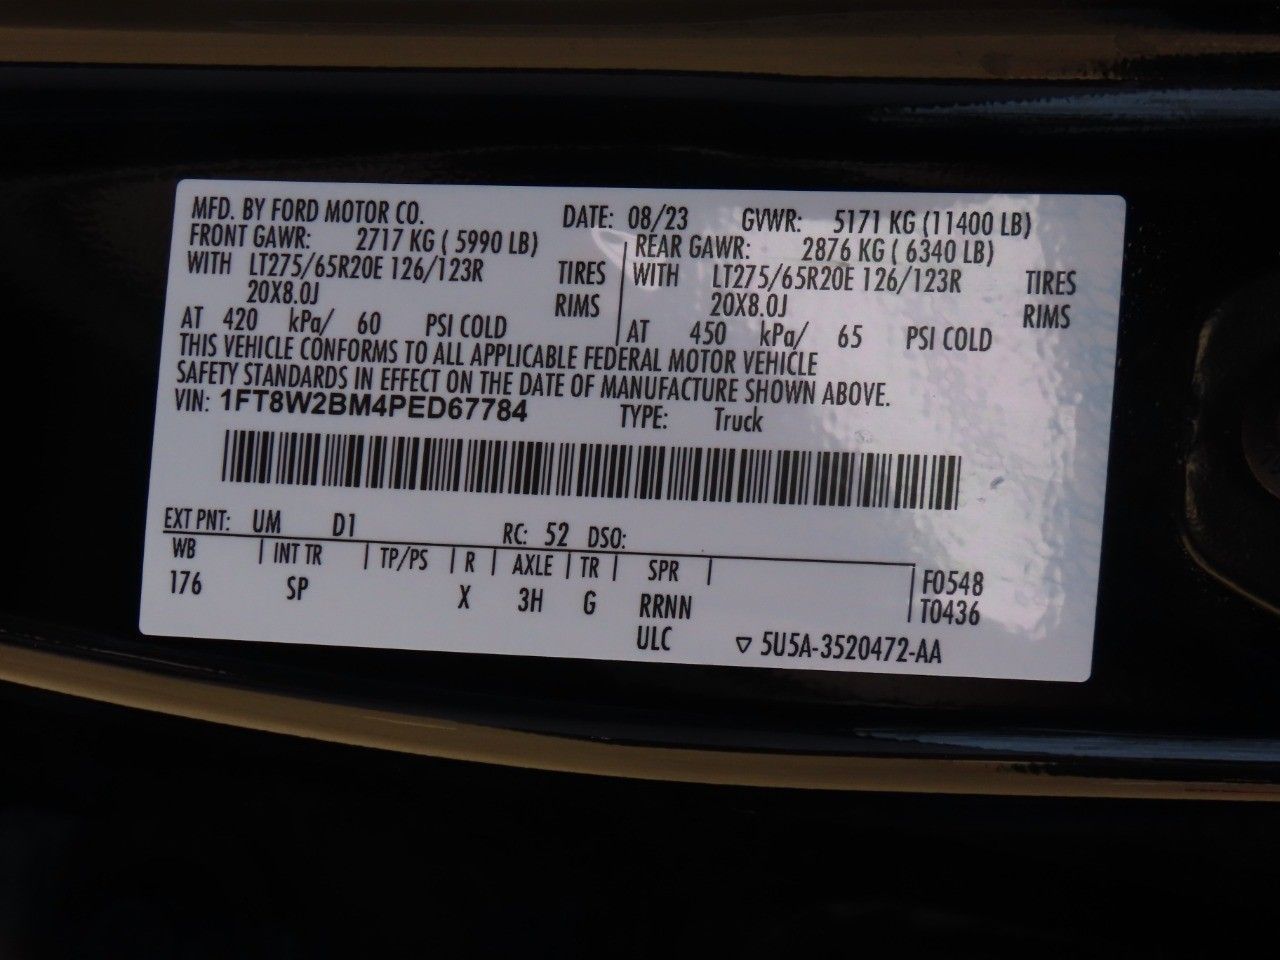 MFD. BY FORD MOTOR CO. DATE: 08/23 GVWR: 5171 KG (11400 LB)
FRONT GAWR: 2717 KG ( 5990 LB) REAR GAWR: 2876 KG ( 6340 LB)
WITH LT275/65R20E 126/123R TIRES WITH LT275/65R20E 126/123R TIRES
20X8.0J RIMS 20X8.0J RIMS
AT 420 kPa/ 60 PSI COLD AT 450 kPa/ 65 PSI COLD
THIS VEHICLE CONFORMS TO ALL APPLICABLE FEDERAL MOTOR VEHICLE
SAFETY STANDARDS IN EFFECT ON THE DATE OF MANUFACTURE SHOWN ABOVE.
VIN: 1FT8W2BM4PED67784 TYPE: Truck
EXT PNT: UM D1 RC: 52 DSO:
WB INT TR TP/PS R AXLE TR SPR F0548
176 SP X 3H G RRNN T0436
ULC 5U5A-3520472-AA